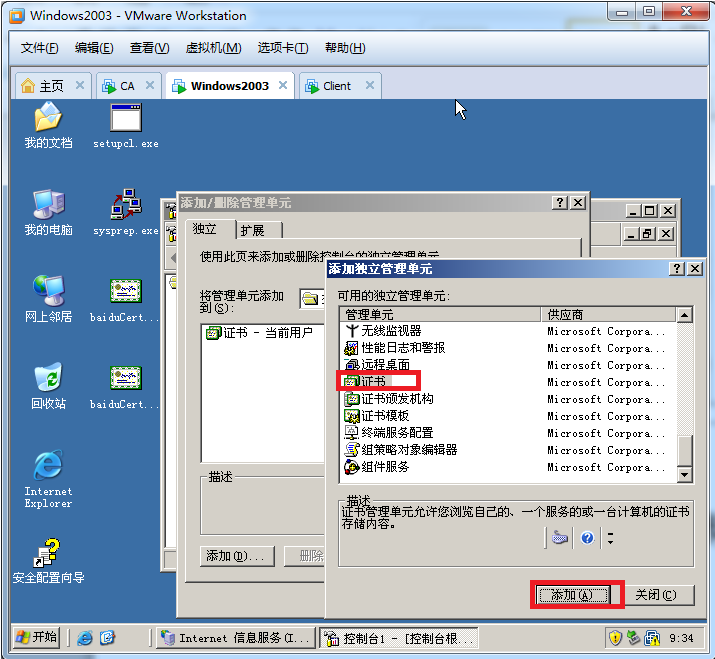 Windows2003 - VMware Workstation
文件(F) 编辑(E) 查看(V) 虚拟机(M) 选项卡(T) 帮助(H)
主页 CA Windows2003 Client
我的文档 setupcl.exe
我的电脑 sysprep.exe
网上邻居 baiduCert...
回收站 baiduCert...
Internet
Explorer
安全配置向导
添加/删除管理单元
独立 扩展
使用此页来添加或删除控制台的独立管理单元
将管理单元添加
到(S):
证书 - 当前用户
描述
添加(D)... 删除
添加独立管理单元
可用的独立管理单元:
管理单元 供应商
无线监视器 Microsoft Corpora...
性能日志和警报 Microsoft Corpora...
远程桌面 Microsoft Corpora...
证书 Microsoft Corpora...
证书颁发机构 Microsoft Corpora...
证书模板 Microsoft Corpora...
终端服务配置 Microsoft Corpora...
组策略对象编辑器 Microsoft Corpora...
组件服务 Microsoft Corpora...
描述
证书管理单元允许您浏览自己的、一个服务的或一台计算机的证书
存储内容。
添加(A) 关闭(C)
开始 Internet 信息服务(I... 控制台1 - [控制台根... 9:34